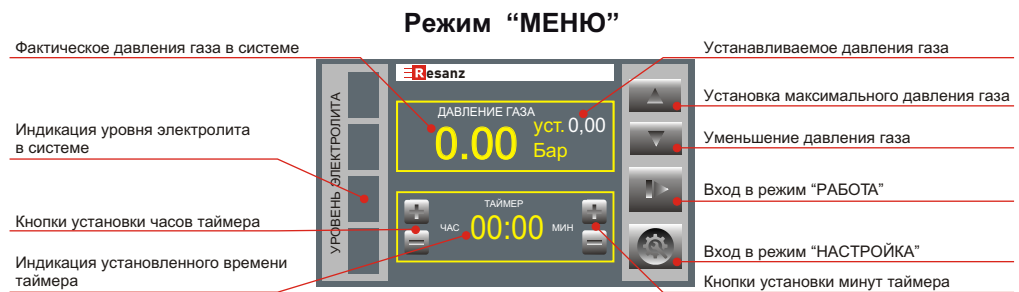 Режим “МЕНЮ”
Фактическое давления газа в системе
Индикация уровня электролита
в системе
Кнопки установки часов таймера
Индикация установленного времени
таймера
УРОВЕНЬ ЭЛЕКТРОЛИТА
Resanz
ДАВЛЕНИЕ ГАЗА
0.00
уст. 0,00
Бар
ТАЙМЕР
+
+
ЧАС 00:00 МИН
–
–
Устанавливаемое давления газа
Установка максимального давления газа
Уменьшение давления газа
Вход в режим “РАБОТА”
Вход в режим “НАСТРОЙКА”
Кнопки установки минут таймера